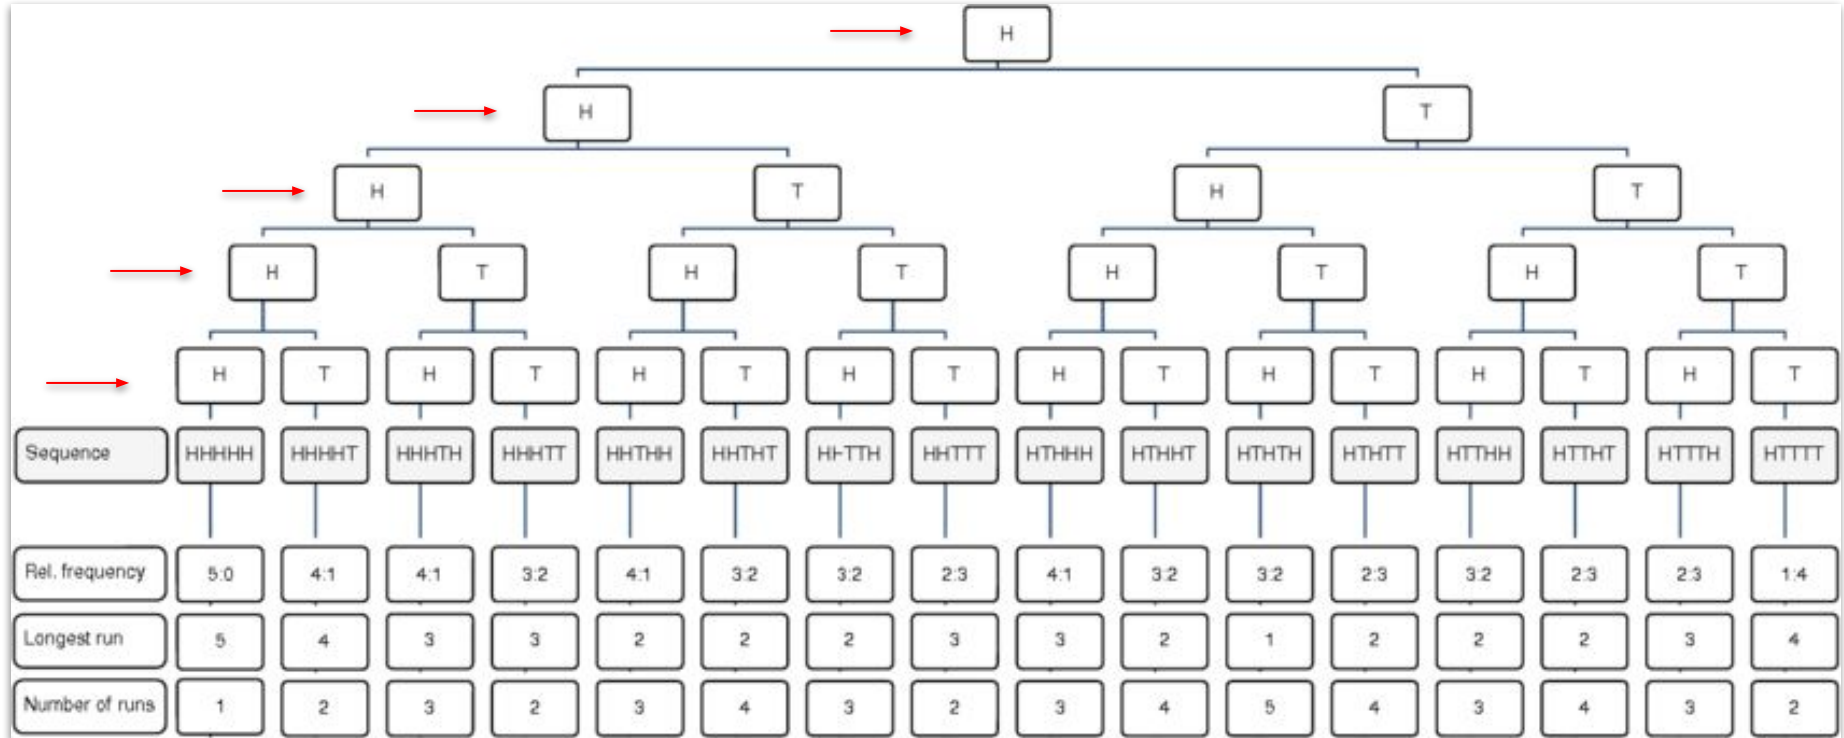 H
H T
H T H T
H T H T H T H T
H T H T H T H T H T H T H T H T
Sequence HHHHH HHHHT HHHTH HHHTT HHTHH HHTHT HHTTH HHTTT HTHHH HTHHT HTHTH HTHTT HTTHH HTTHT HTTTH HTTTT
Rel. frequency 5:0 4:1 4:1 3:2 4:1 3:2 3:2 2:3 4:1 3:2 3:2 2:3 3:2 2:3 2:3 1:4
Longest run 5 4 3 3 2 2 2 3 3 2 1 2 2 2 3 4
Number of runs 1 2 3 2 3 4 3 2 3 4 5 4 3 4 3 2